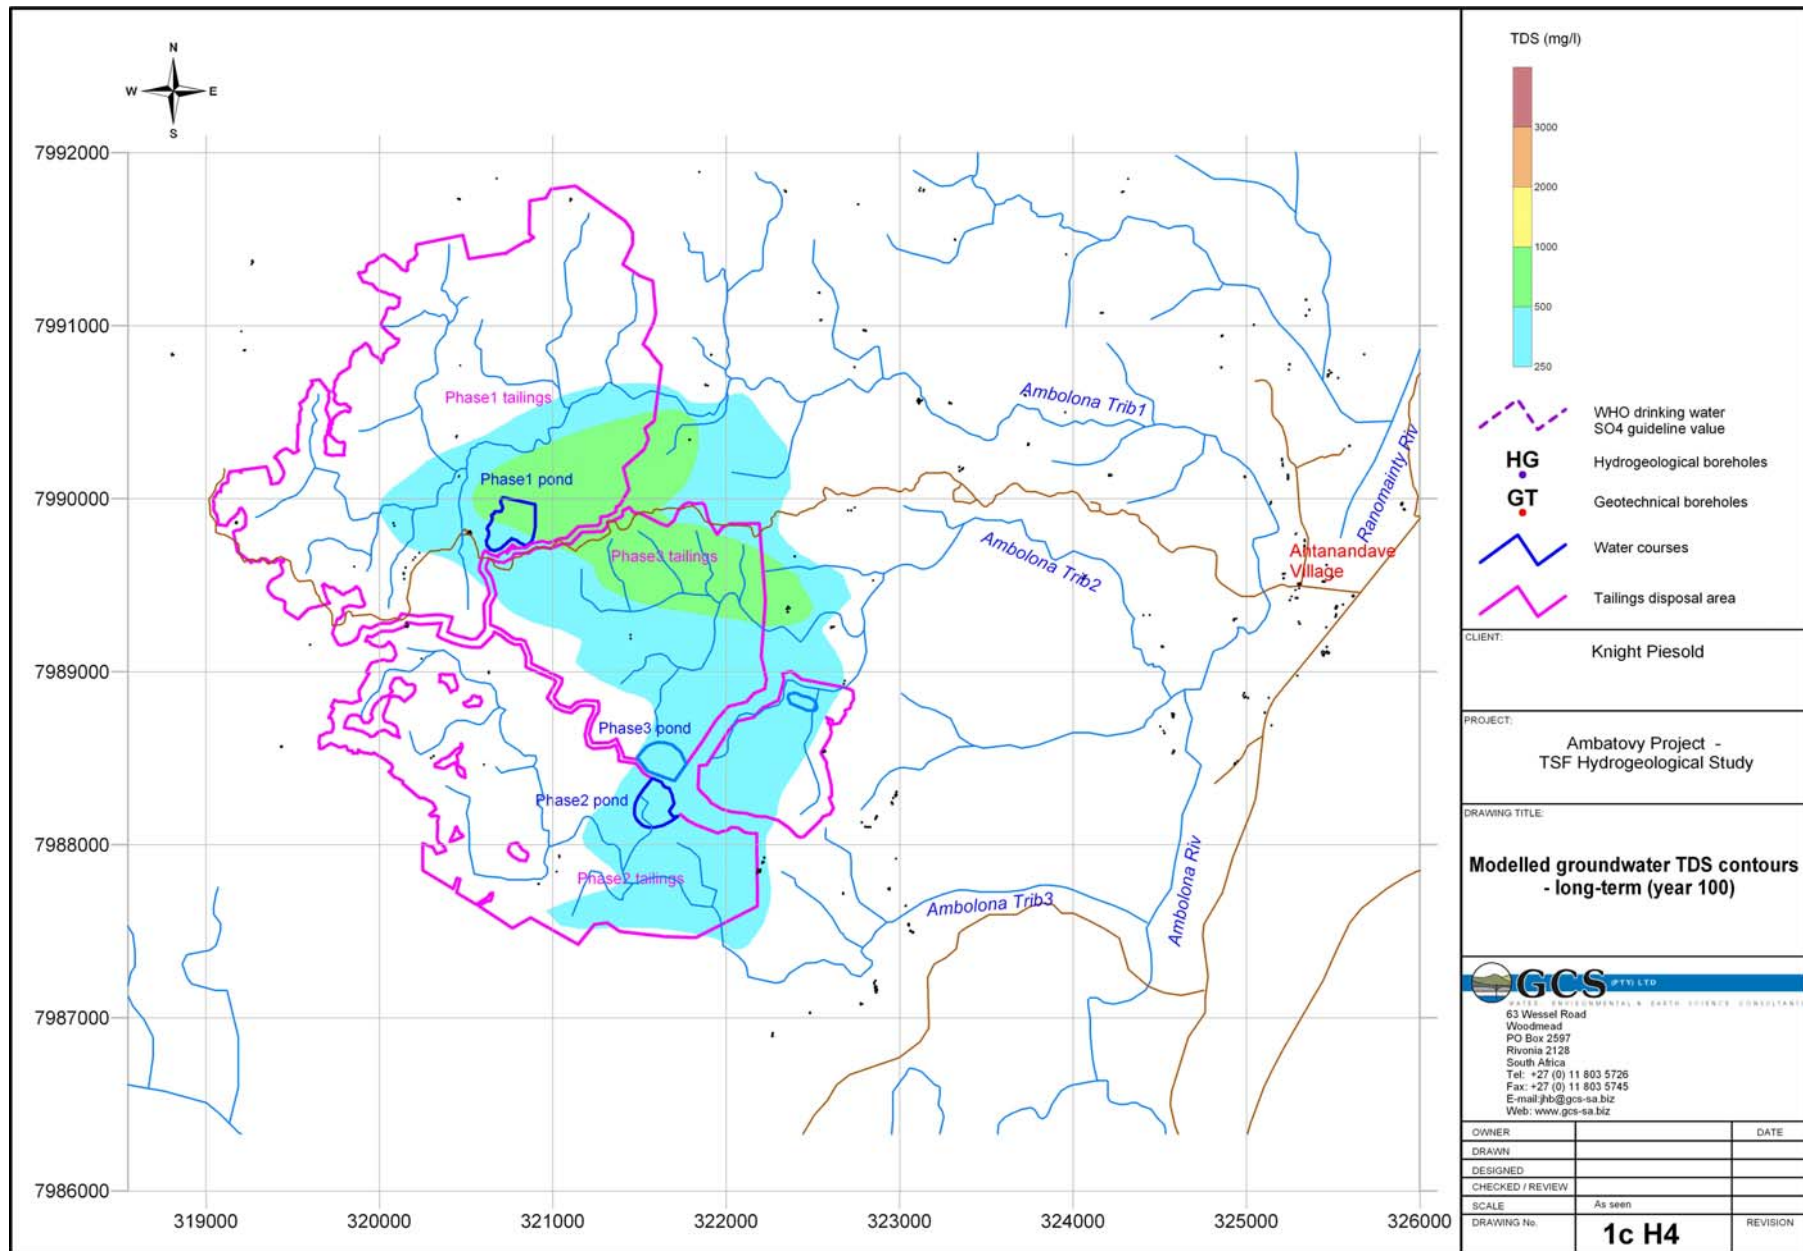 N
W E
S
7992000
7991000
7990000
7989000
7988000
7987000
7986000
319000 320000 321000 322000 323000 324000 325000 326000
Phase1 tailings
Phase1 pond
Phase3 tailings
Phase3 pond
Phase2 pond
Phase2 tailings
Ambolona Trib1
Ambolona Trib2
Ambolona Trib3
Ambolona Riv
Ranomainty Riv
Antanandave
Village
TDS (mg/l)
3000
2000
1000
500
250
WHO drinking water
SO4 guideline value
HG Hydrogeological boreholes
GT Geotechnical boreholes
Water courses
Tailings disposal area
CLIENT:
Knight Piesold
PROJECT:
Ambatovy Project -
TSF Hydrogeological Study
DRAWING TITLE:
Modelled groundwater TDS contours
- long-term (year 100)
GCS (PTY) LTD
WATER, ENVIRONMENTAL & EARTH SCIENCE CONSULTANTS
63 Wessel Road
Woodmead
PO Box 2597
Rivonia 2128
South Africa
Tel: +27 (0) 11 803 5726
Fax: +27 (0) 11 803 5745
E-mail:jhb@gcs-sa.biz
Web: www.gcs-sa.biz
OWNER DATE
DRAWN
DESIGNED
CHECKED / REVIEW
SCALE As seen
DRAWING No. 1c H4 REVISION